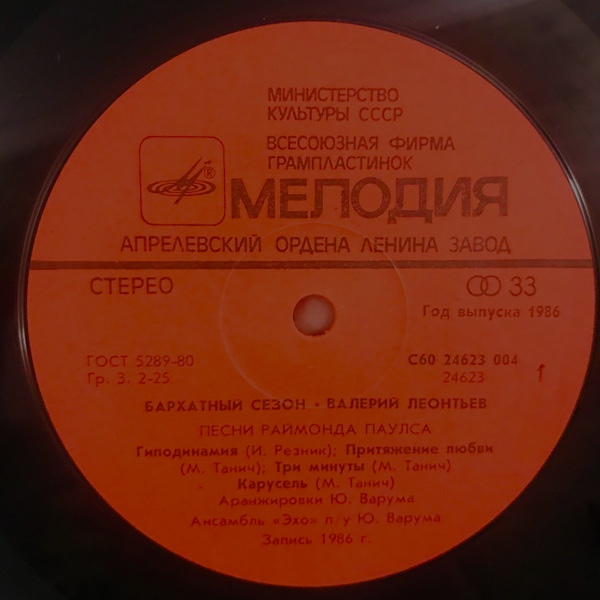 МИНИСТЕРСТВО
КУЛЬТУРЫ СССР
ВСЕСОЮЗНАЯ ФИРМА
ГРАМПЛАСТИНОК
®
МЕЛОДИЯ
АПРЕЛЕВСКИЙ ОРДЕНА ЛЕНИНА ЗАВОД
СТЕРЕО
33
Год выпуска 1986
ГОСТ 5289-80
С60 24623 004
Гр. 3. 2-25
24623
1
БАРХАТНЫЙ СЕЗОН • ВАЛЕРИЙ ЛЕОНТЬЕВ
ПЕСНИ РАЙМОНДА ПАУЛСА
Гиподинамия (И. Резник); Притяжение любви
(М. Танич); Три минуты (М. Танич)
Карусель (М. Танич)
Аранжировки Ю. Варума
Ансамбль «Эхо» п/у Ю. Варума
Запись 1986 г.